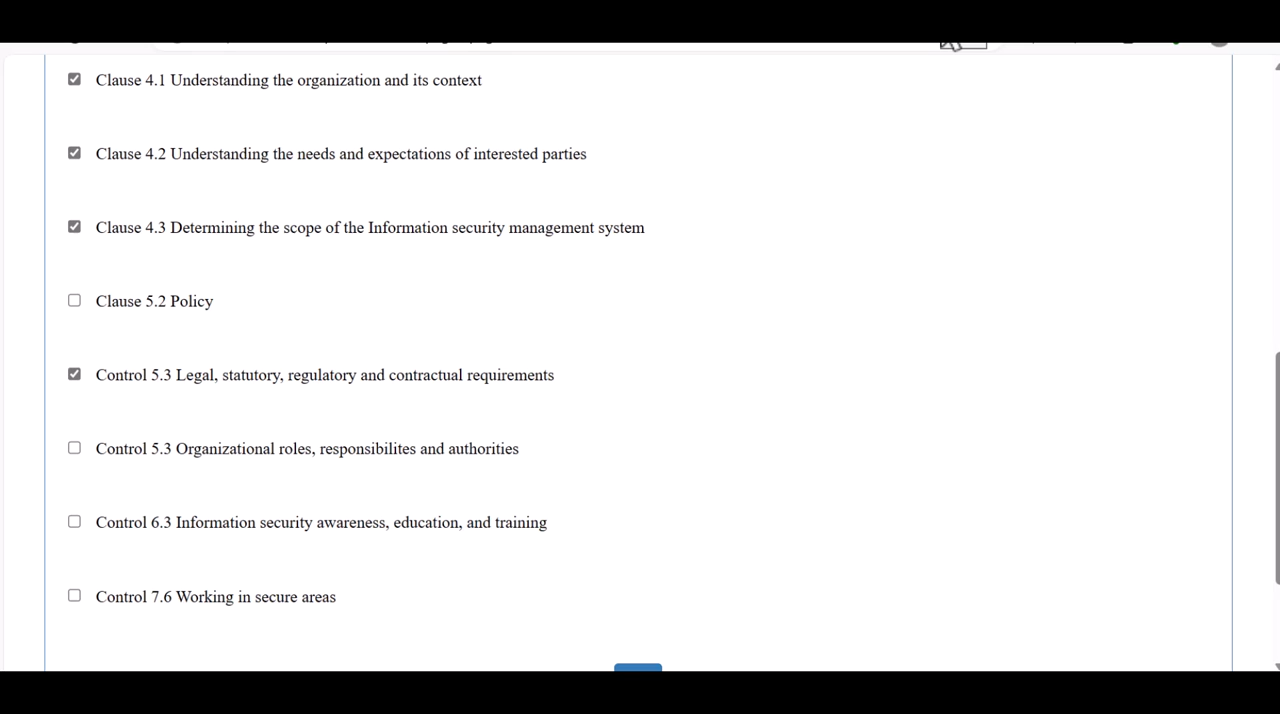 Clause 4.1 Understanding the organization and its context
Clause 4.2 Understanding the needs and expectations of interested parties
Clause 4.3 Determining the scope of the Information security management system
Clause 5.2 Policy
Control 5.3 Legal, statutory, regulatory and contractual requirements
Control 5.3 Organizational roles, responsibilites and authorities
Control 6.3 Information security awareness, education, and training
Control 7.6 Working in secure areas